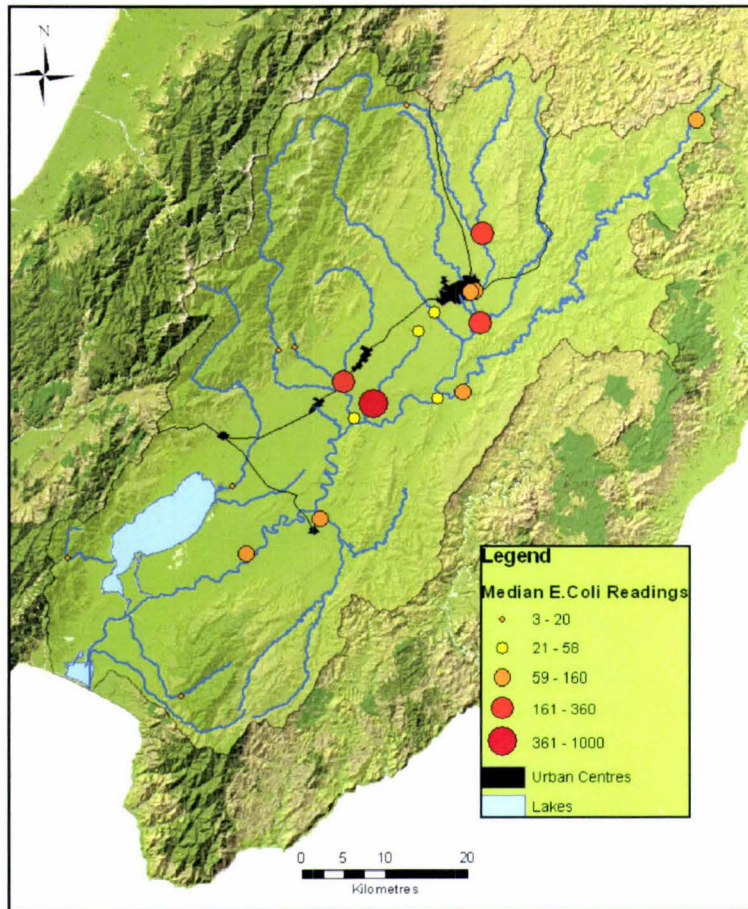 N
Legend
Median E.Coli Readings
3 - 20
21 - 58
59 - 160
161 - 360
361 - 1000
Urban Centres
Lakes
0 5 10 20
Kilometres